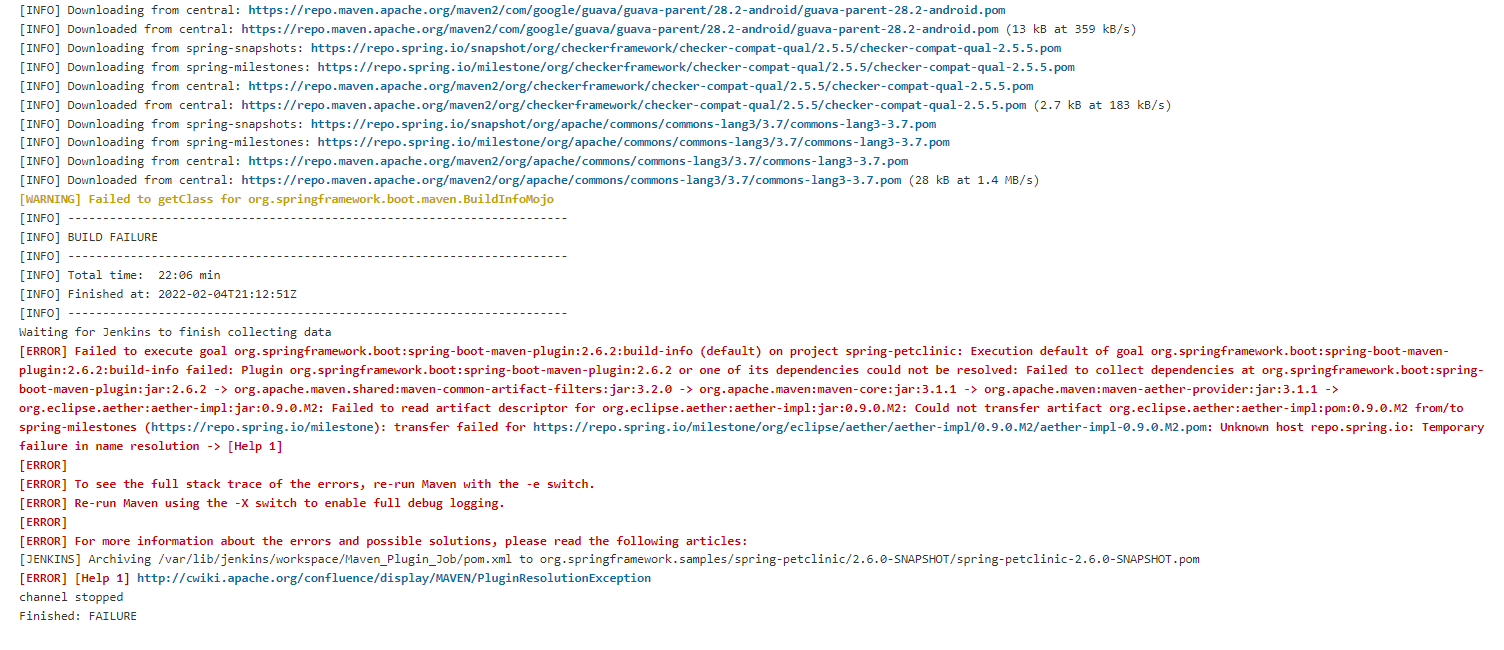 [INFO] Downloading from central: https://repo.maven.apache.org/maven2/com/google/guava/guava-parent/28.2-android/guava-parent-28.2-android.pom
[INFO] Downloaded from central: https://repo.maven.apache.org/maven2/com/google/guava/guava-parent/28.2-android/guava-parent-28.2-android.pom (13 kB at 359 kB/s)
[INFO] Downloading from spring-snapshots: https://repo.spring.io/snapshot/org/checkerframework/checker-compat-qual/2.5.5/checker-compat-qual-2.5.5.pom
[INFO] Downloading from spring-milestones: https://repo.spring.io/milestone/org/checkerframework/checker-compat-qual/2.5.5/checker-compat-qual-2.5.5.pom
[INFO] Downloading from central: https://repo.maven.apache.org/maven2/org/checkerframework/checker-compat-qual/2.5.5/checker-compat-qual-2.5.5.pom
[INFO] Downloaded from central: https://repo.maven.apache.org/maven2/org/checkerframework/checker-compat-qual/2.5.5/checker-compat-qual-2.5.5.pom (2.7 kB at 183 kB/s)
[INFO] Downloading from spring-snapshots: https://repo.spring.io/snapshot/org/apache/commons/commons-lang3/3.7/commons-lang3-3.7.pom
[INFO] Downloading from spring-milestones: https://repo.spring.io/milestone/org/apache/commons/commons-lang3/3.7/commons-lang3-3.7.pom
[INFO] Downloading from central: https://repo.maven.apache.org/maven2/org/apache/commons/commons-lang3/3.7/commons-lang3-3.7.pom
[INFO] Downloaded from central: https://repo.maven.apache.org/maven2/org/apache/commons/commons-lang3/3.7/commons-lang3-3.7.pom (28 kB at 1.4 MB/s)
[WARNING] Failed to getClass for org.springframework.boot.maven.BuildInfoMojo
[INFO] ------------------------------------------------------------------------
[INFO] BUILD FAILURE
[INFO] ------------------------------------------------------------------------
[INFO] Total time:  22:06 min
[INFO] Finished at: 2022-02-04T21:12:51Z
[INFO] ------------------------------------------------------------------------
Waiting for Jenkins to finish collecting data
[ERROR] Failed to execute goal org.springframework.boot:spring-boot-maven-plugin:2.6.2:build-info (default) on project spring-petclinic: Execution default of goal org.springframework.boot:spring-boot-maven-
plugin:2.6.2:build-info failed: Plugin org.springframework.boot:spring-boot-maven-plugin:2.6.2 or one of its dependencies could not be resolved: Failed to collect dependencies at org.springframework.boot:spring-
boot-maven-plugin:jar:2.6.2 -> org.apache.maven.shared:maven-common-artifact-filters:jar:3.2.0 -> org.apache.maven:maven-core:jar:3.1.1 -> org.apache.maven:maven-aether-provider:jar:3.1.1 ->
org.eclipse.aether:aether-impl:jar:0.9.0.M2: Failed to read artifact descriptor for org.eclipse.aether:aether-impl:jar:0.9.0.M2: Could not transfer artifact org.eclipse.aether:aether-impl:pom:0.9.0.M2 from/to
spring-milestones (https://repo.spring.io/milestone): transfer failed for https://repo.spring.io/milestone/org/eclipse/aether/aether-impl/0.9.0.M2/aether-impl-0.9.0.M2.pom: Unknown host repo.spring.io: Temporary
failure in name resolution -> [Help 1]
[ERROR]
[ERROR] To see the full stack trace of the errors, re-run Maven with the -e switch.
[ERROR] Re-run Maven using the -X switch to enable full debug logging.
[ERROR]
[ERROR] For more information about the errors and possible solutions, please read the following articles:
[JENKINS] Archiving /var/lib/jenkins/workspace/Maven_Plugin_Job/pom.xml to org.springframework.samples/spring-petclinic/2.6.0-SNAPSHOT/spring-petclinic-2.6.0-SNAPSHOT.pom
[ERROR] [Help 1] http://cwiki.apache.org/confluence/display/MAVEN/PluginResolutionException
channel stopped
Finished: FAILURE